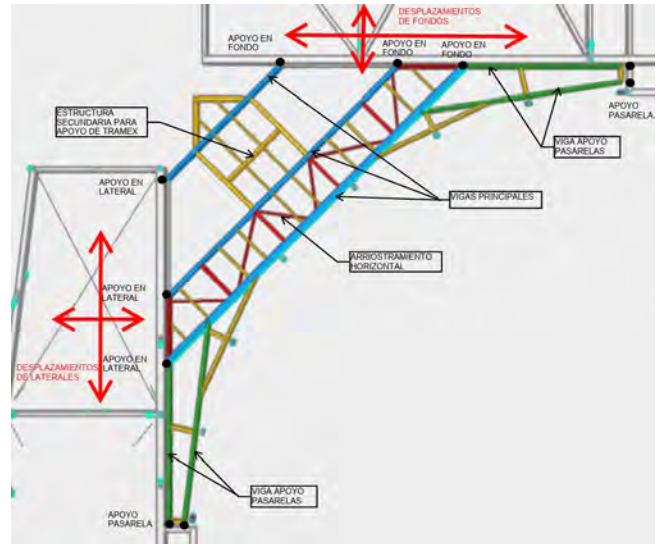 DESPLAZAMIENTOS
DE FONDOS
APOYO EN
FONDO
APOYO EN
FONDO
APOYO EN
FONDO
ESTRUCTURA
SECUNDARIA PARA
APOYO DE TRAMEX
APOYO
PASARELA
VIGA APOYO
PASARELAS
APOYO EN
LATERAL
VIGAS PRINCIPALES
ARRIOSTRAMIENTO
HORIZONTAL
APOYO EN
LATERAL
DESPLAZAMIENTOS
DE LATERALES
APOYO EN
LATERAL
VIGA APOYO
PASARELAS
APOYO
PASARELA